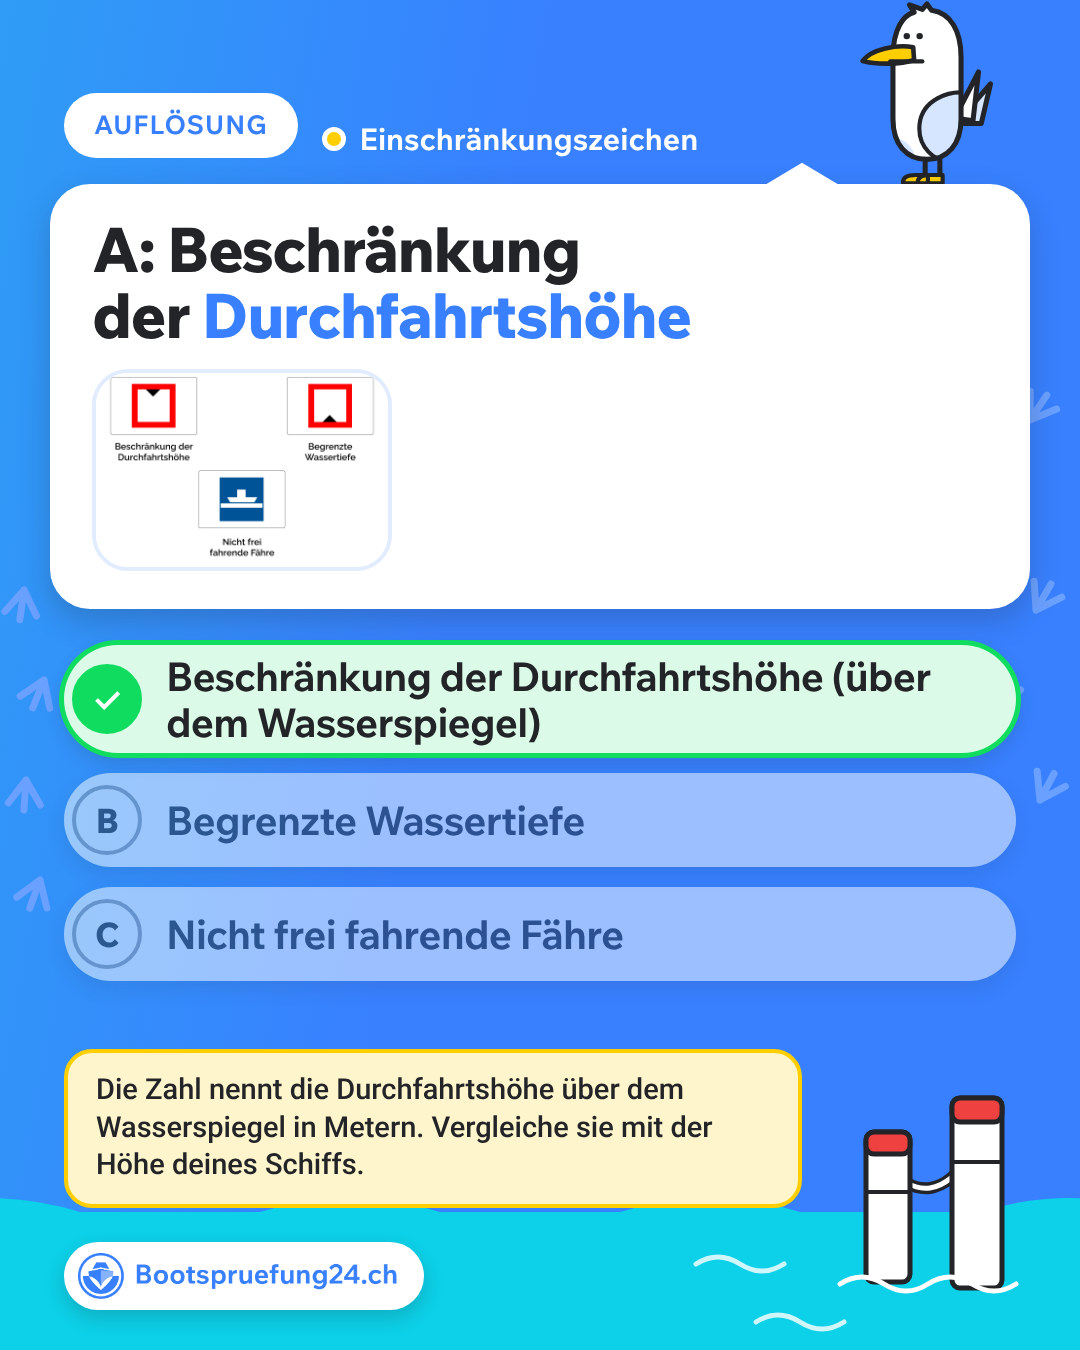 AUFLÖSUNG
Einschränkungszeichen
A: Beschränkung
der Durchfahrtshöhe
Beschränkung der
Durchfahrtshöhe
Begrenzte
Wassertiefe
Nicht frei
fahrende Fähre
Beschränkung der Durchfahrtshöhe (über
dem Wasserspiegel)
B Begrenzte Wassertiefe
C Nicht frei fahrende Fähre
Die Zahl nennt die Durchfahrtshöhe über dem
Wasserspiegel in Metern. Vergleiche sie mit der
Höhe deines Schiffs.
Bootspruefung24.ch